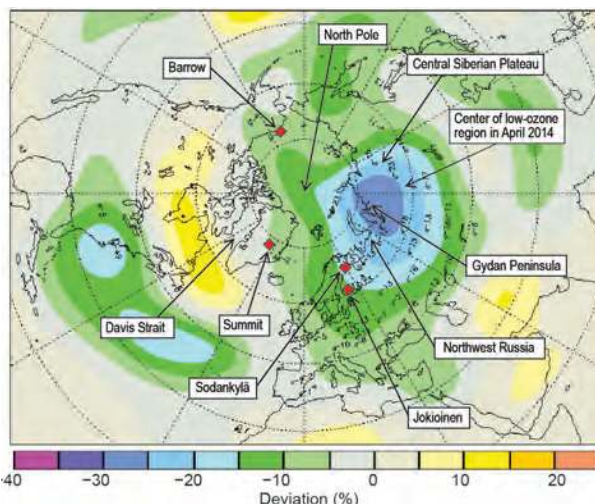 North Pole
Barrow
Central Siberian Plateau
Center of low-ozone
region in April 2014
Gydan Peninsula
Davis Strait
Summit
Northwest Russia
Sodankylä
Jokioinen
-40 −30 −20 −10 0 10 20
Deviation (%)